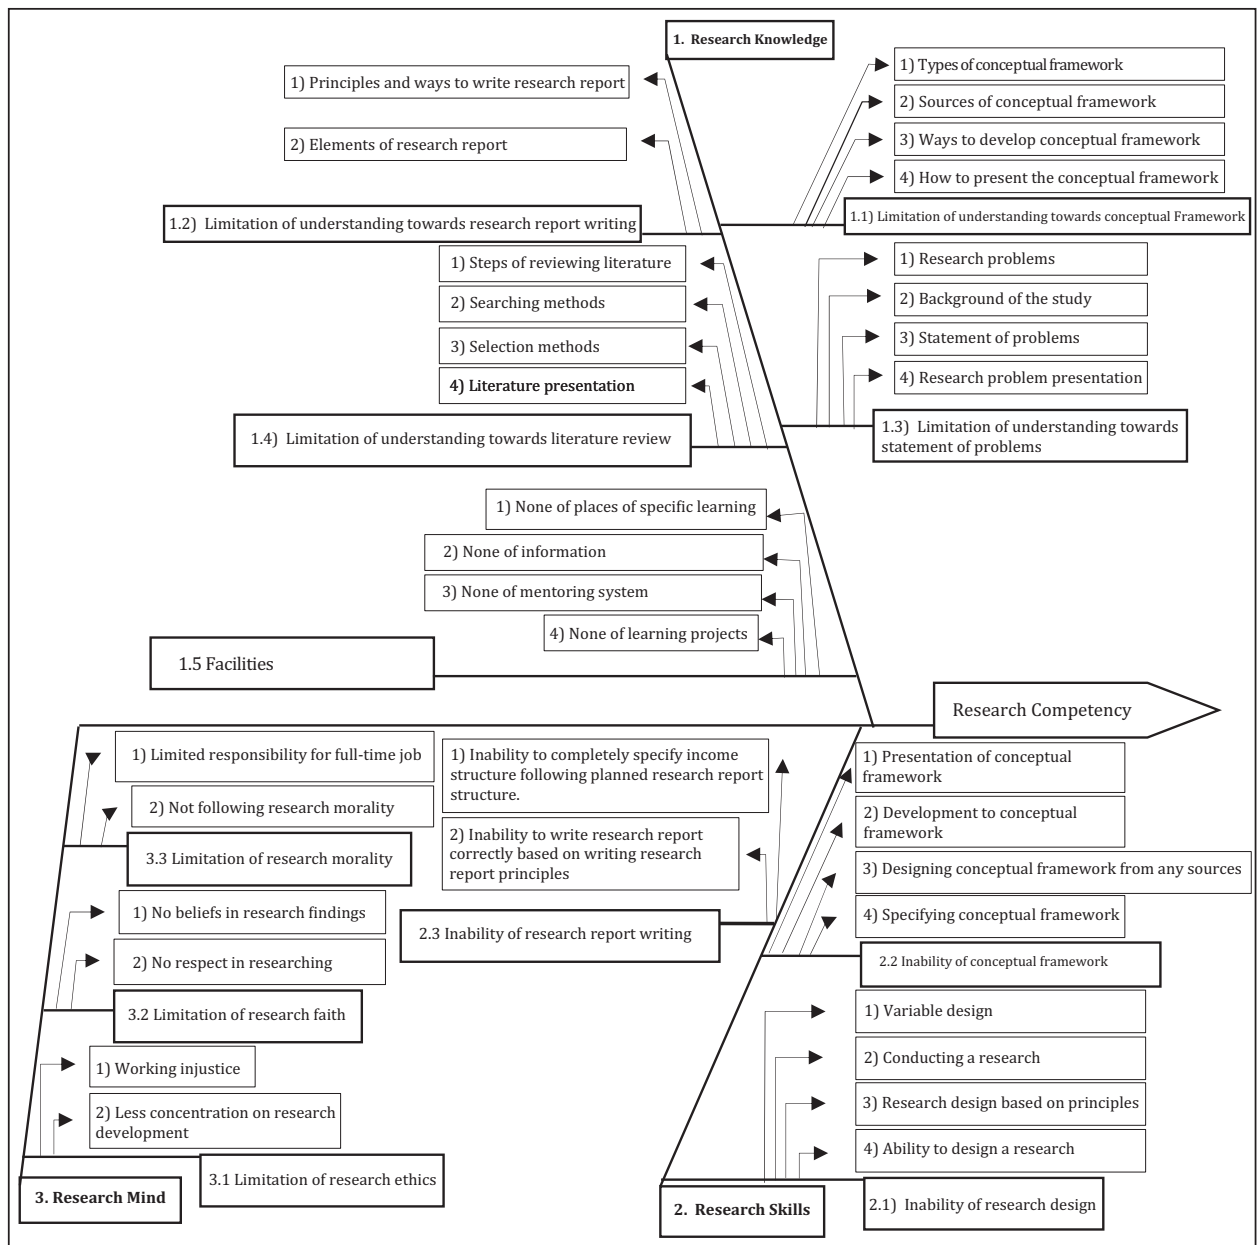 1. Research Knowledge
1) Principles and ways to write research report
2) Elements of research report
1.2) Limitation of understanding towards research report writing
1) Types of conceptual framework
2) Sources of conceptual framework
3) Ways to develop conceptual framework
4) How to present the conceptual framework
1.1) Limitation of understanding towards conceptual Framework
1) Steps of reviewing literature
2) Searching methods
3) Selection methods
4) Literature presentation
1.4) Limitation of understanding towards literature review
1) Research problems
2) Background of the study
3) Statement of problems
4) Research problem presentation
1.3) Limitation of understanding towards
statement of problems
1) None of places of specific learning
2) None of information
3) None of mentoring system
4) None of learning projects
1.5 Facilities
Research Competency
1) Limited responsibility for full-time job
2) Not following research morality
3.3 Limitation of research morality
1) No beliefs in research findings
2) No respect in researching
3.2 Limitation of research faith
1) Working injustice
2) Less concentration on research
development
3.1 Limitation of research ethics
3. Research Mind
1) Inability to completely specify income
structure following planned research report
structure.
2) Inability to write research report
correctly based on writing research
report principles
2.3 Inability of research report writing
1) Presentation of conceptual
framework
2) Development to conceptual
framework
3) Designing conceptual framework from any sources
4) Specifying conceptual framework
2.2 Inability of conceptual framework
1) Variable design
2) Conducting a research
3) Research design based on principles
4) Ability to design a research
2.1) Inability of research design
2. Research Skills